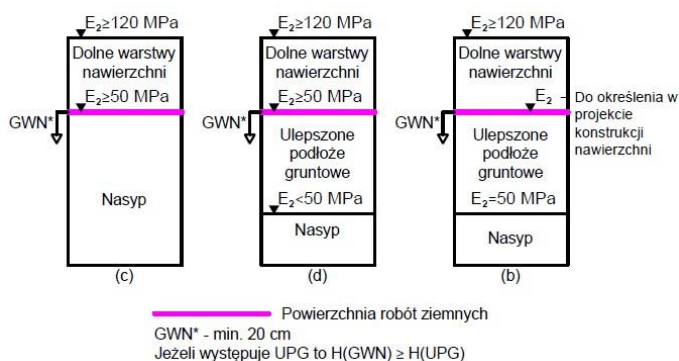 E₂≥120 MPa
Dolne warstwy
nawierzchni
E₂≥50 MPa
GWN*
Nasyp
(c)
E₂≥120 MPa
Dolne warstwy
nawierzchni
E₂≥50 MPa
GWN*
Ulepszone
podłoże
gruntowe
E₂<50 MPa
Nasyp
(d)
E₂≥120 MPa
Dolne warstwy
nawierzchni
E₂ - Do określenia w
projekcie
konstrukcji
nawierzchni
GWN*
Ulepszone
podłoże
gruntowe
E₂=50 MPa
Nasyp
(b)
Powierzchnia robót ziemnych
GWN* - min. 20 cm
Jeżeli występuje UPG to H(GWN) ≥ H(UPG)